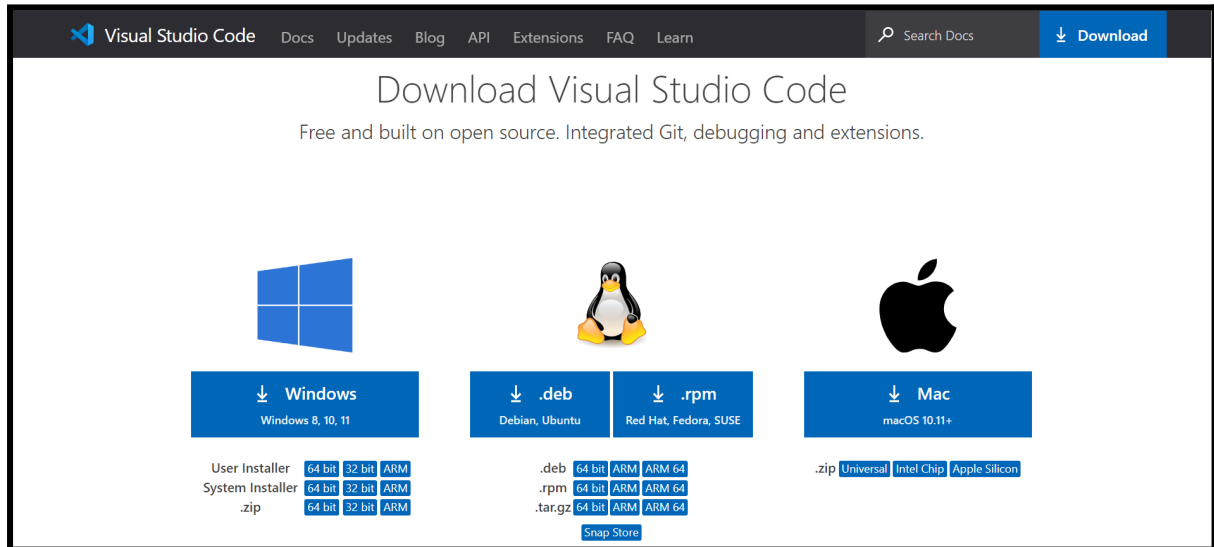 Visual Studio Code Docs Updates Blog API Extensions FAQ Learn Search Docs Download
Download Visual Studio Code
Free and built on open source. Integrated Git, debugging and extensions.
Windows
Windows 8, 10, 11
.deb
Debian, Ubuntu
.rpm
Red Hat, Fedora, SUSE
Mac
macOS 10.11+
User Installer 64 bit 32 bit ARM
System Installer 64 bit 32 bit ARM
.zip 64 bit 32 bit ARM
.deb 64 bit ARM ARM 64
.rpm 64 bit ARM ARM 64
.tar.gz 64 bit ARM ARM 64
Snap Store
.zip Universal Intel Chip Apple Silicon